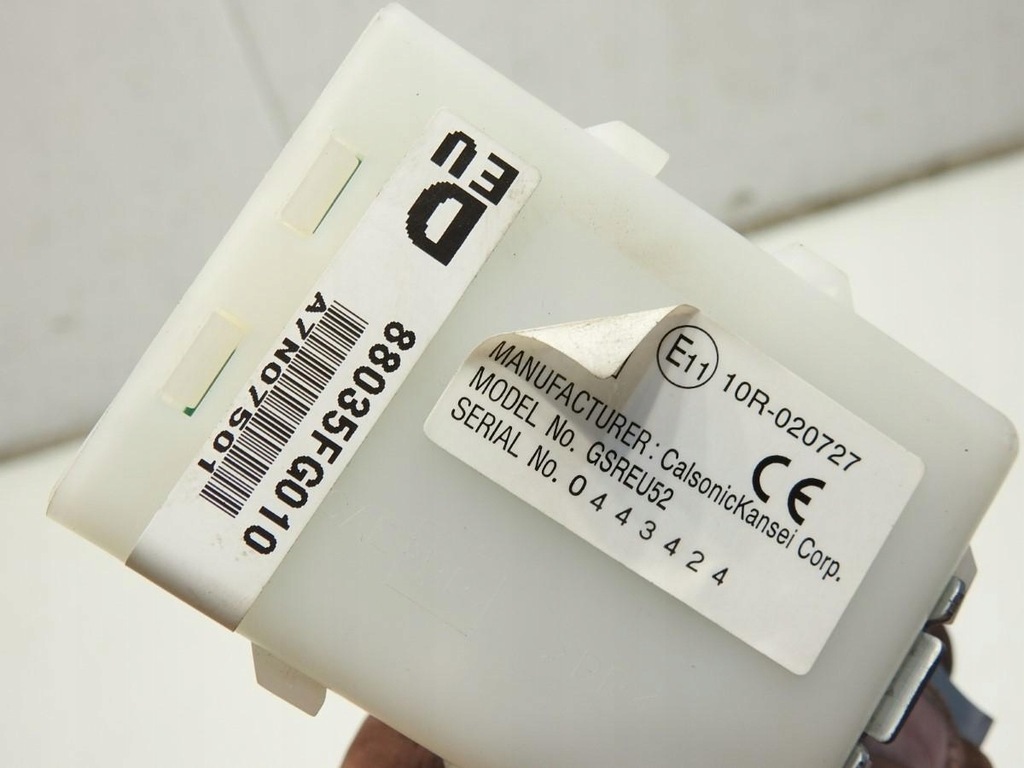 D EU
88035FG010
A7N07501
E11 10R-020727
CE
MANUFACTURER : CalsonicKansei Corp.
MODEL No. GSREU52
SERIAL No. 0443424